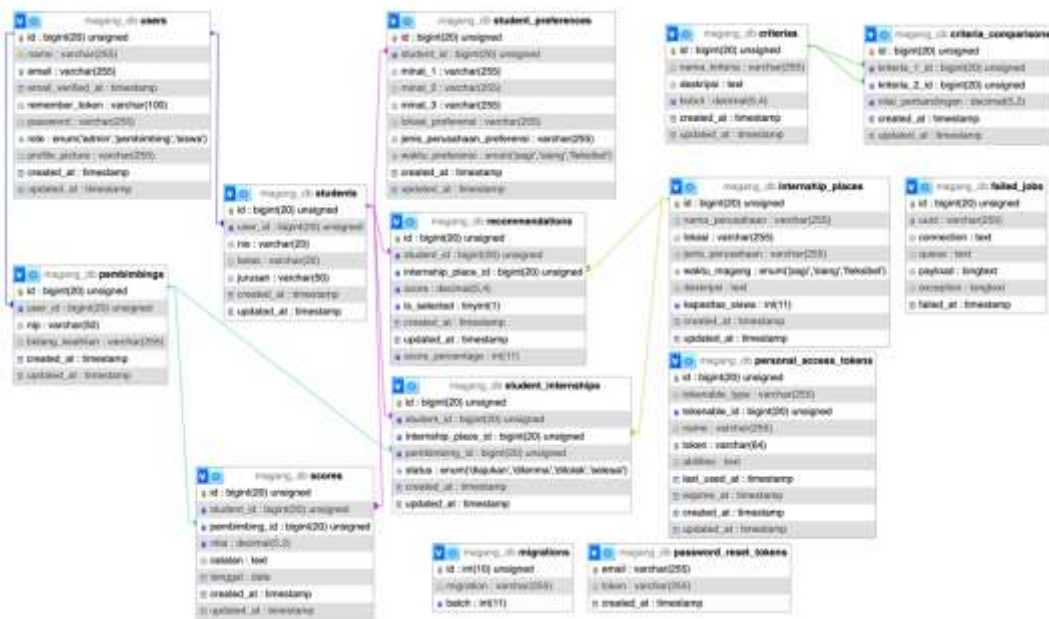 magang_db users
id : bigint(20) unsigned
name : varchar(255)
email : varchar(255)
email_verified_at : timestamp
remember_token : varchar(100)
password : varchar(255)
role : enum('admin','pembimbing','siswa')
profile_picture : varchar(255)
created_at : timestamp
updated_at : timestamp
magang_db student_preferences
id : bigint(20) unsigned
student_id : bigint(20) unsigned
minat_1 : varchar(255)
minat_2 : varchar(255)
minat_3 : varchar(255)
lokasi_preferensi : varchar(255)
jenis_perusahaan_preferensi : varchar(255)
waktu_preferensi : enum('pagi','siang','fleksibel')
created_at : timestamp
updated_at : timestamp
magang_db criterias
id : bigint(20) unsigned
nama_kriteria : varchar(255)
deskripsi : text
bobot : decimal(5,4)
created_at : timestamp
updated_at : timestamp
magang_db criteria_comparisons
id : bigint(20) unsigned
kriteria_1_id : bigint(20) unsigned
kriteria_2_id : bigint(20) unsigned
nilai_perbandingan : decimal(5,2)
created_at : timestamp
updated_at : timestamp
magang_db students
id : bigint(20) unsigned
user_id : bigint(20) unsigned
nis : varchar(20)
kelas : varchar(20)
jurusan : varchar(50)
created_at : timestamp
updated_at : timestamp
magang_db recommendations
id : bigint(20) unsigned
student_id : bigint(20) unsigned
internship_place_id : bigint(20) unsigned
score : decimal(5,4)
is_selected : tinyint(1)
created_at : timestamp
updated_at : timestamp
score_percentage : int(11)
magang_db internship_places
id : bigint(20) unsigned
nama_perusahaan : varchar(255)
lokasi : varchar(255)
jenis_perusahaan : varchar(255)
waktu_magang : enum('pagi','siang','fleksibel')
deskripsi : text
kapasitas_siswa : int(11)
created_at : timestamp
updated_at : timestamp
magang_db failed_jobs
id : bigint(20) unsigned
uuid : varchar(255)
connection : text
queue : text
payload : longtext
exception : longtext
failed_at : timestamp
magang_db pembimbings
id : bigint(20) unsigned
user_id : bigint(20) unsigned
nip : varchar(50)
bidang_keahlian : varchar(255)
created_at : timestamp
updated_at : timestamp
magang_db student_internships
id : bigint(20) unsigned
student_id : bigint(20) unsigned
internship_place_id : bigint(20) unsigned
pembimbing_id : bigint(20) unsigned
status : enum('diajukan','diterima','ditolak','selesai')
created_at : timestamp
updated_at : timestamp
magang_db personal_access_tokens
id : bigint(20) unsigned
tokenable_type : varchar(255)
tokenable_id : bigint(20) unsigned
name : varchar(255)
token : varchar(64)
abilities : text
last_used_at : timestamp
expires_at : timestamp
created_at : timestamp
updated_at : timestamp
magang_db scores
id : bigint(20) unsigned
student_id : bigint(20) unsigned
pembimbing_id : bigint(20) unsigned
nilai : decimal(5,2)
catatan : text
tanggal : date
created_at : timestamp
updated_at : timestamp
magang_db migrations
id : int(10) unsigned
migration : varchar(255)
batch : int(11)
magang_db password_reset_tokens
email : varchar(255)
token : varchar(255)
created_at : timestamp